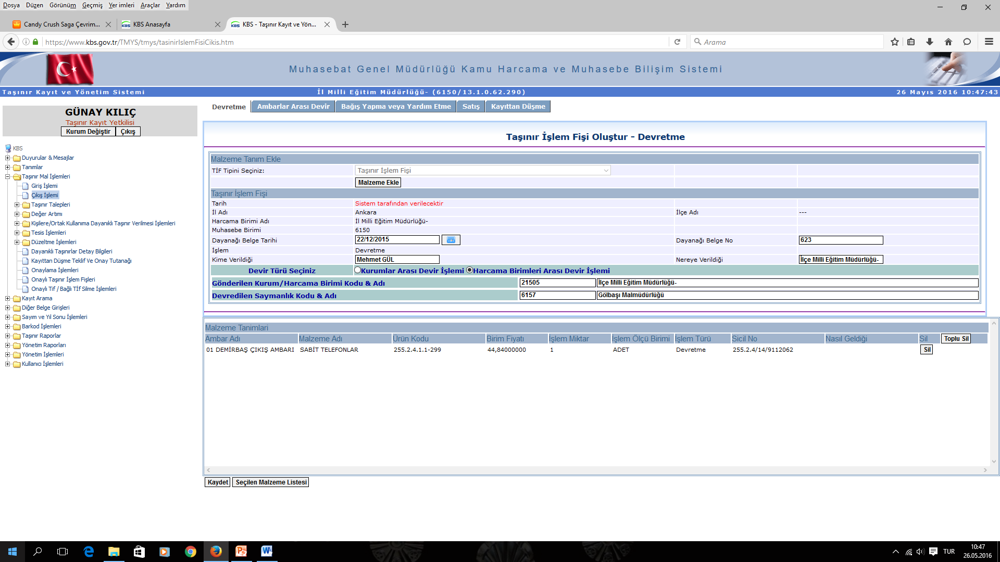 Dosya Düzen Görünüm Geçmiş Yer imleri Araçlar Yardım
Candy Crush Saga Çevrim... KBS Anasayfa KBS - Taşınır Kayıt ve Yön...
https://www.kbs.gov.tr/TMYS/tmys/tasinirIslemFisiCikis.htm Arama
Muhasebat Genel Müdürlüğü Kamu Harcama ve Muhasebe Bilişim Sistemi
Taşınır Kayıt ve Yönetim Sistemi İl Milli Eğitim Müdürlüğü- (6150/13.1.0.62.290) 26 Mayıs 2016 10:47:43
GÜNAY KILIÇ
Taşınır Kayıt Yetkilisi
Kurum Değiştir Çıkış
KBS
Duyurular & Mesajlar
Tanımlar
Taşınır Mal İşlemleri
Giriş İşlemi
Çıkış İşlemi
Taşınır Talepleri
Değer Artımı
Kişilere/Ortak Kullanıma Dayanıklı Taşınır Verilmesi İşlemleri
Tesis İşlemleri
Düzeltme İşlemleri
Dayanıklı Taşınırlar Detay Bilgileri
Kayıttan Düşme Teklif Ve Onay Tutanağı
Onaylama İşlemleri
Onaylı Taşınır İşlem Fişleri
Onaylı Tif / Bağlı TİF Silme İşlemleri
Kayıt Arama
Diğer Belge Girişleri
Sayım ve Yıl Sonu İşlemleri
Barkod İşlemleri
Taşınır Raporlar
Yönetim Raporları
Yönetim İşlemleri
Kullanıcı İşlemleri
Devretme Ambarlar Arası Devir Bağış Yapma veya Yardım Etme Satış Kayıttan Düşme
Taşınır İşlem Fişi Oluştur - Devretme
Malzeme Tanım Ekle
TİF Tipini Seçiniz: Taşınır İşlem Fişi
Malzeme Ekle
Taşınır İşlem Fişi
Tarih Sistem tarafından verilecektir
İl Adı Ankara İlçe Adı ---
Harcama Birimi Adı İl Milli Eğitim Müdürlüğü-
Muhasebe Birimi 6150
Dayanağı Belge Tarihi 22/12/2015 Dayanağı Belge No 623
İşlem Devretme
Kime Verildiği Mehmet GÜL Nereye Verildiği İlçe Milli Eğitim Müdürlüğü-
Devir Türü Seçiniz Kurumlar Arası Devir İşlemi Harcama Birimleri Arası Devir İşlemi
Gönderilen Kurum/Harcama Birimi Kodu & Adı 21505 İlçe Milli Eğitim Müdürlüğü-
Devredilen Saymanlık Kodu & Adı 6157 Gölbaşı Malmüdürlüğü
Malzeme Tanimlari
Ambar Adı Malzeme Adı Ürün Kodu Birim Fiyatı İşlem Miktar İşlem Ölçü Birimi İşlem Türü Sicil No Nasıl Geldiği Sil Toplu Sil
01 DEMİRBAŞ ÇIKIŞ AMBARI SABİT TELEFONLAR 255.2.4.1.1-299 44,84000000 1 ADET Devretme 255.2.4/14/9112062 Sil
Kaydet Seçilen Malzeme Listesi
TUR 10:47
26.05.2016